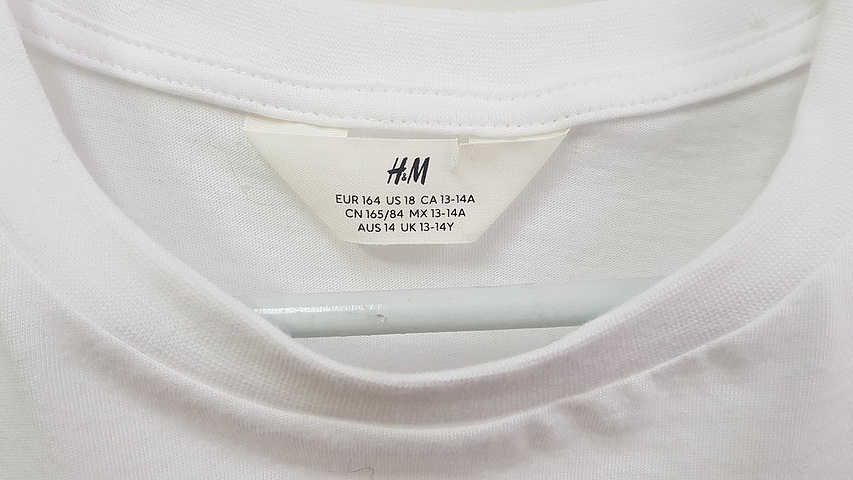 H&M
EUR 164 US 18 CA 13-14A
CN 165/84 MX 13-14A
AUS 14 UK 13-14Y